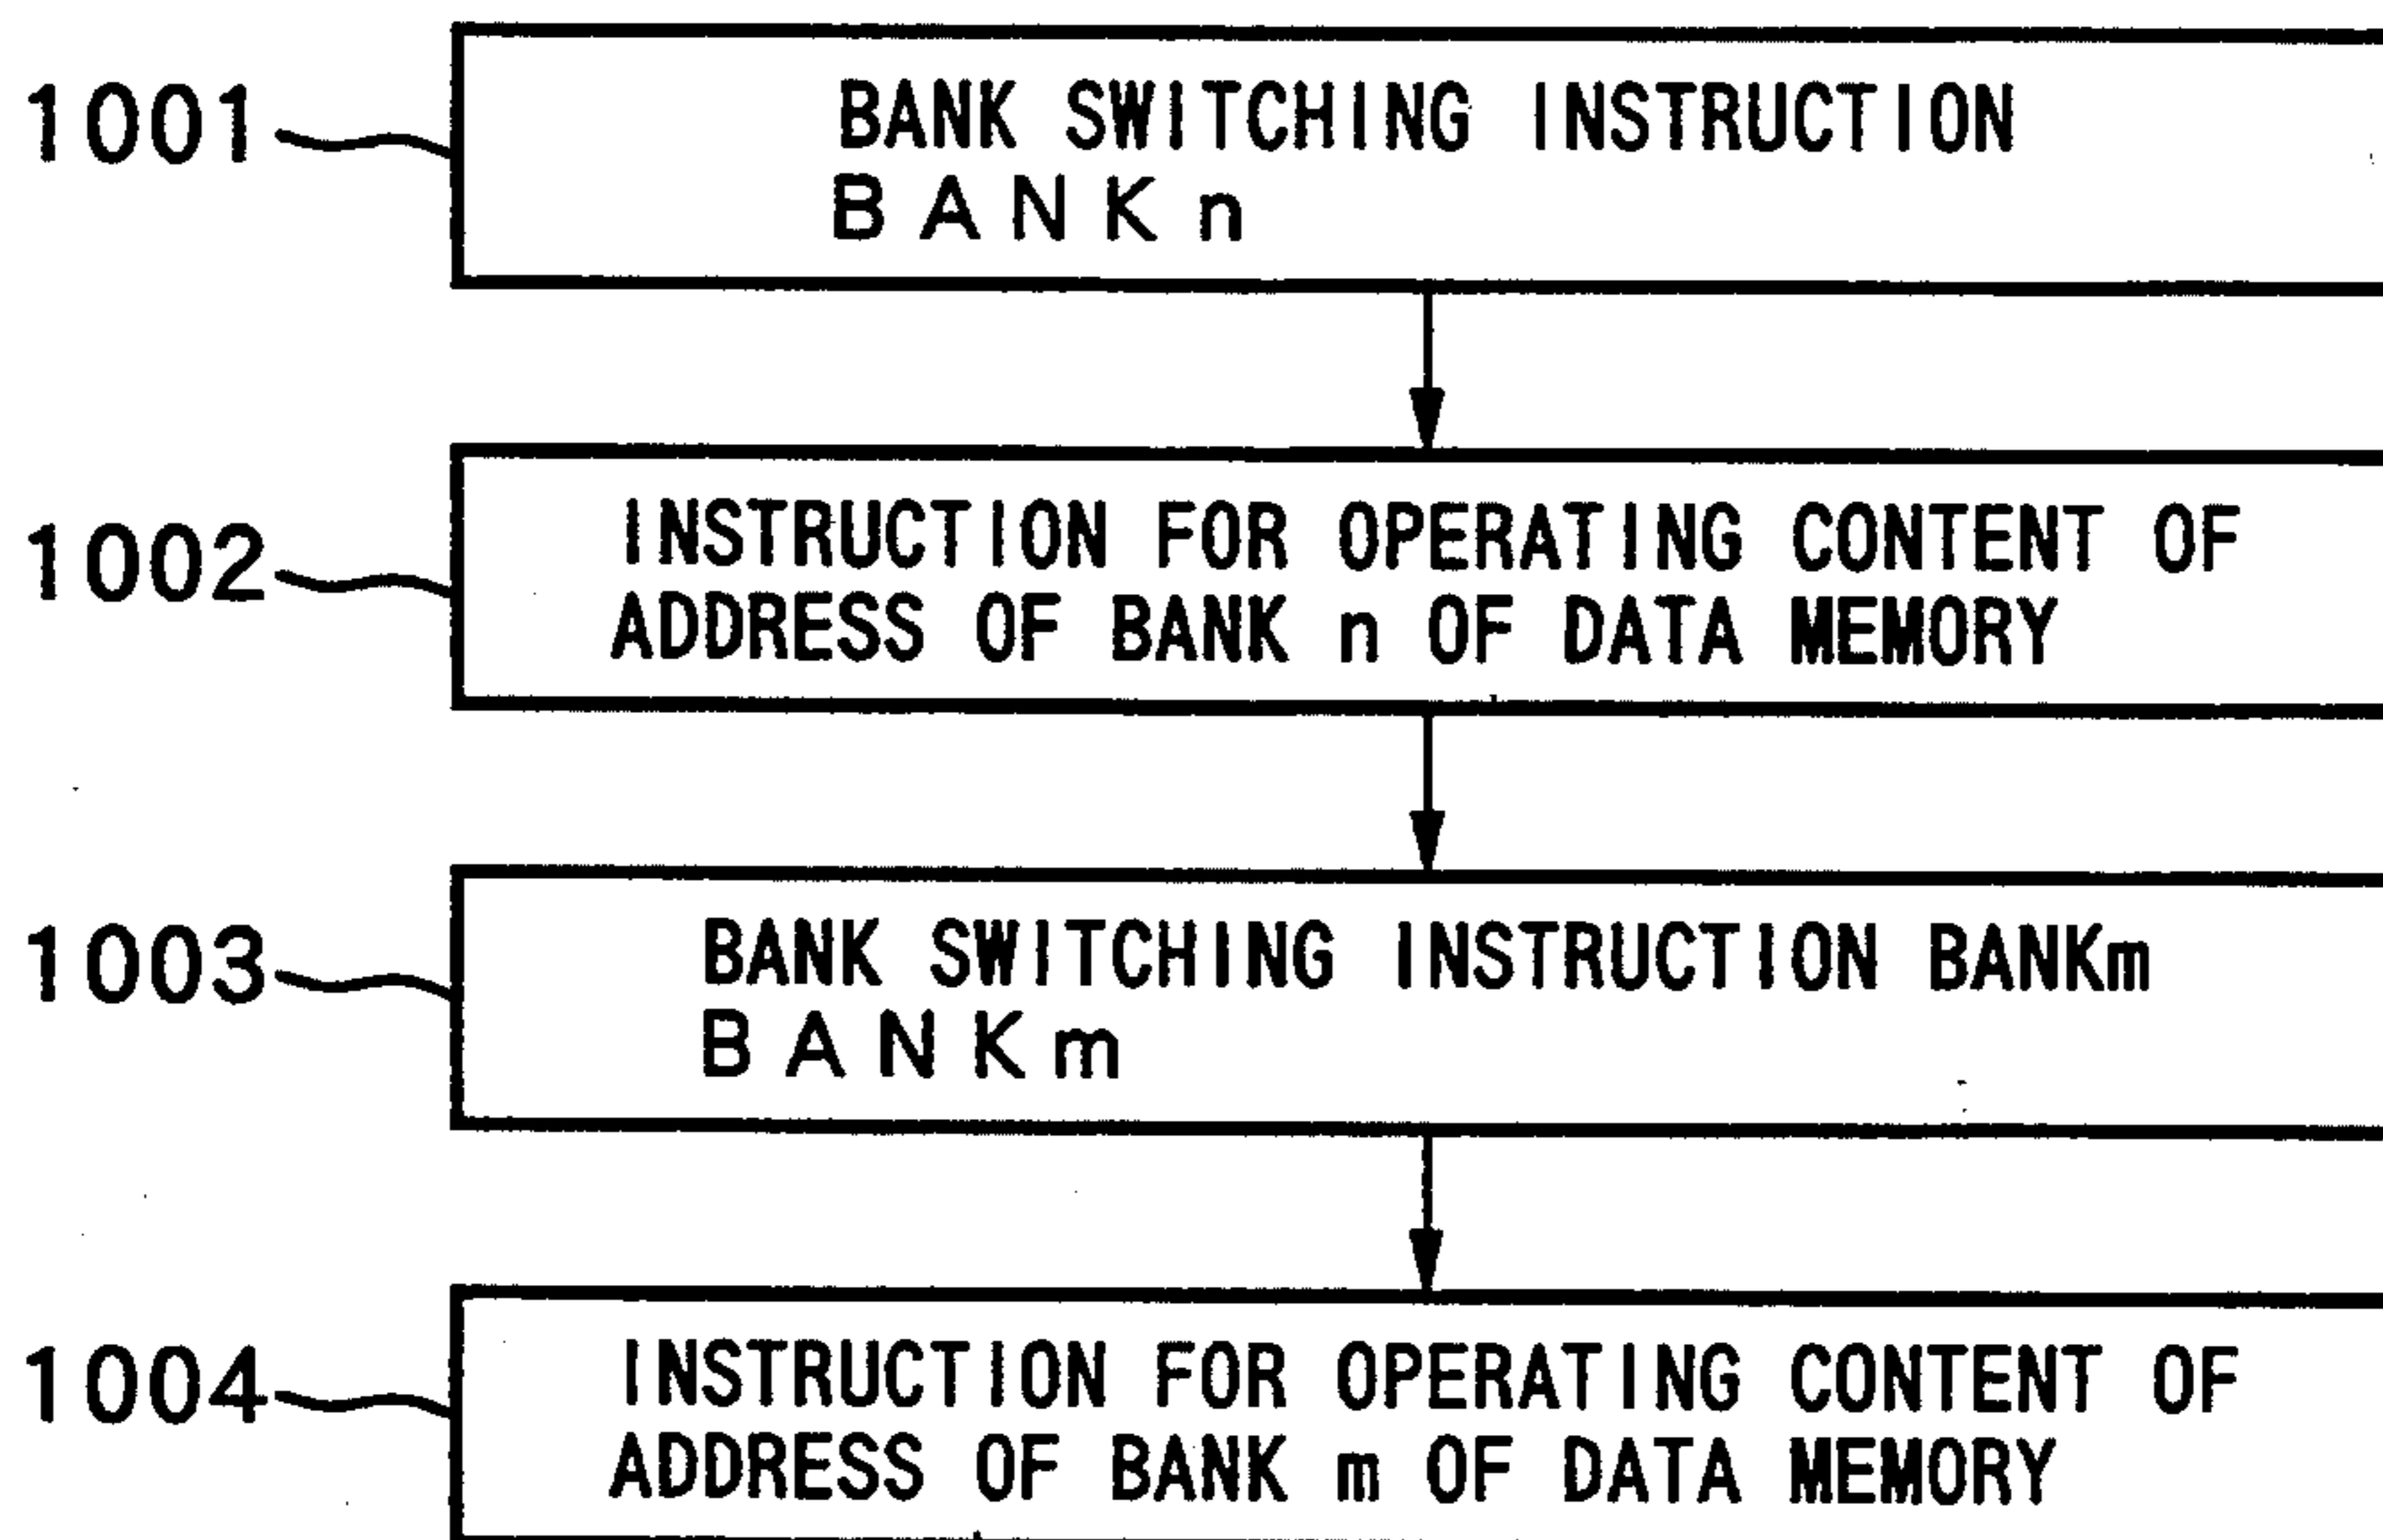 1001
BANK SWITCHING INSTRUCTION
BANKn
1002
INSTRUCTION FOR OPERATING CONTENT OF
ADDRESS OF BANK n OF DATA MEMORY
1003
BANK SWITCHING INSTRUCTION BANKm
BANKm
1004
INSTRUCTION FOR OPERATING CONTENT OF
ADDRESS OF BANK m OF DATA MEMORY